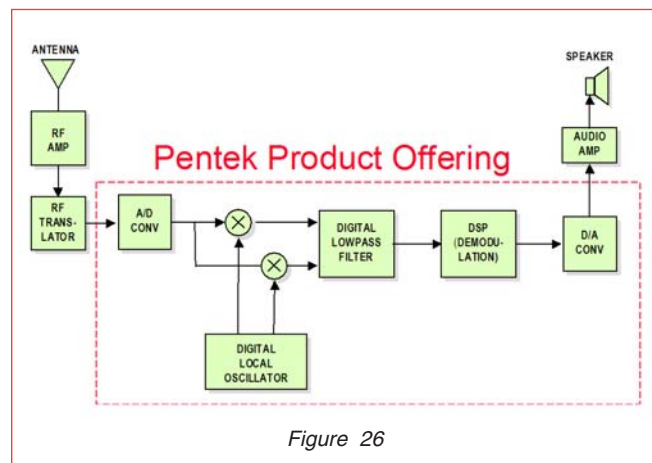 ANTENNA
SPEAKER
RF
AMP
AUDIO
AMP
Pentek Product Offering
RF
TRANS-
LATOR
A/D
CONV
DIGITAL
LOWPASS
FILTER
DSP
(DEMODU-
LATION)
D/A
CONV
DIGITAL
LOCAL
OSCILLATOR
Figure 26